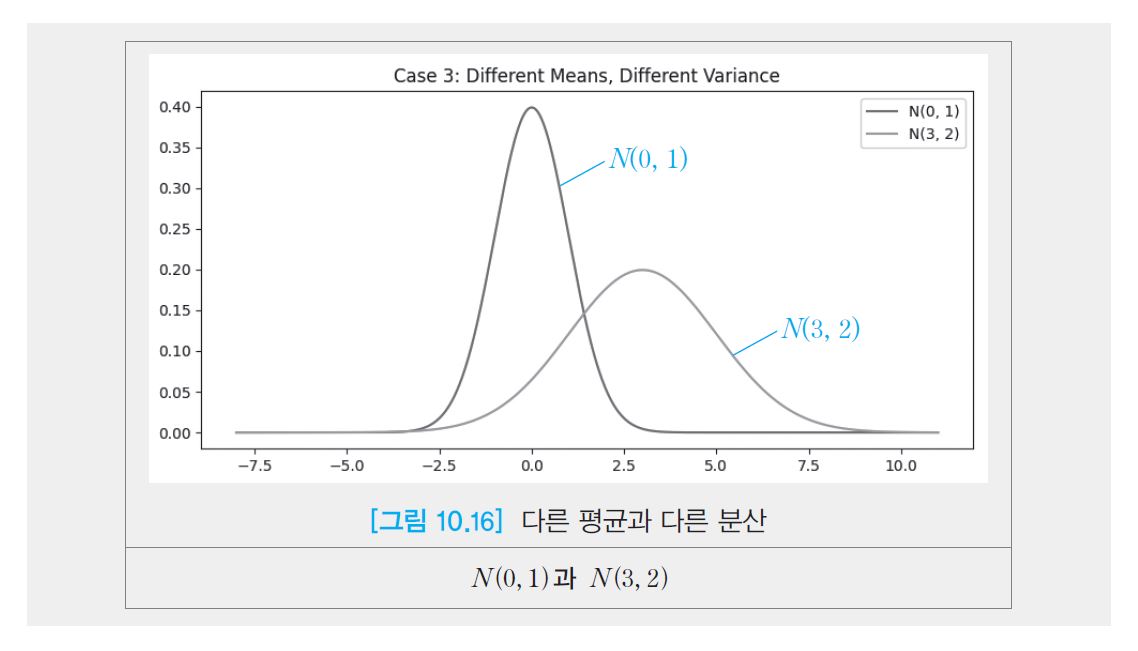 Case 3: Different Means, Different Variance
0.40
0.35
0.30
0.25
0.20
0.15
0.10
0.05
0.00
N(0, 1)
N(3, 2)
N(0, 1)
N(3, 2)
−7.5 −5.0 −2.5 0.0 2.5 5.0 7.5 10.0
[그림 10.16] 다른 평균과 다른 분산
N(0, 1)과 N(3, 2)